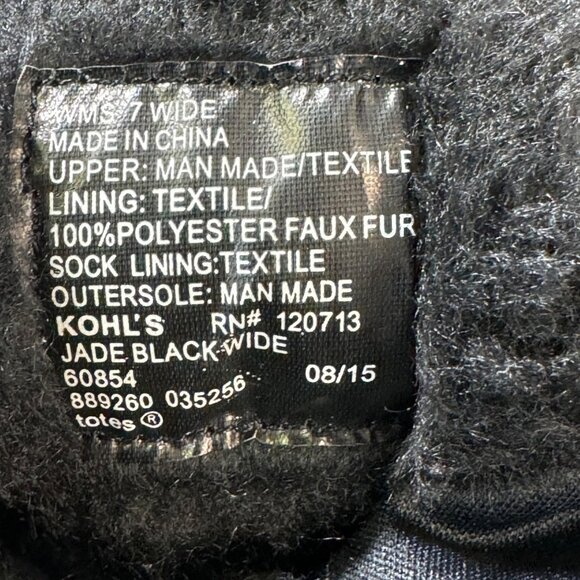 WMS 7 WIDE
MADE IN CHINA
UPPER: MAN MADE/TEXTILE
LINING: TEXTILE/
100%POLYESTER FAUX FUR
SOCK LINING:TEXTILE
OUTERSOLE: MAN MADE
KOHL'S RN# 120713
JADE BLACK-WIDE
60854 08/15
889260 035256
totes®